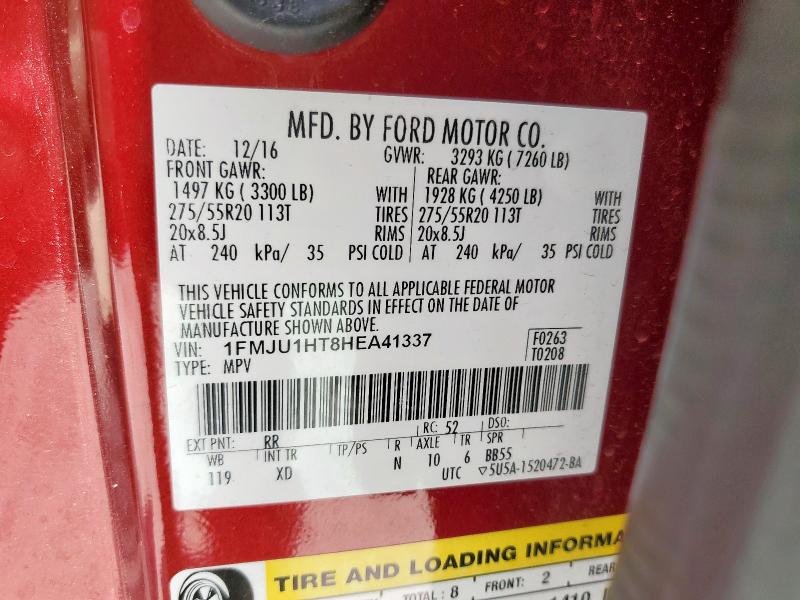 MFD. BY FORD MOTOR CO.
DATE: 12/16 GVWR: 3293 KG ( 7260 LB)
FRONT GAWR: REAR GAWR:
1497 KG ( 3300 LB) WITH 1928 KG ( 4250 LB) WITH
275/55R20 113T TIRES 275/55R20 113T TIRES
20x8.5J RIMS 20x8.5J RIMS
AT 240 kPa/ 35 PSI COLD AT 240 kPa/ 35 PSI COLD
THIS VEHICLE CONFORMS TO ALL APPLICABLE FEDERAL MOTOR
VEHICLE SAFETY STANDARDS IN EFFECT ON THE DATE OF
MANUFACTURE SHOWN ABOVE.
VIN: 1FMJU1HT8HEA41337 F0263
TYPE: MPV T0208
EXT PNT: RR RC: 52 DSO:
WB INT TR TP/PS R AXLE TR SPR
119 XD N 10 6 BB55
UTC ▽5U5A-1520472-BA
TIRE AND LOADING INFORMA
TOTAL : 8 FRONT: 2 REAR